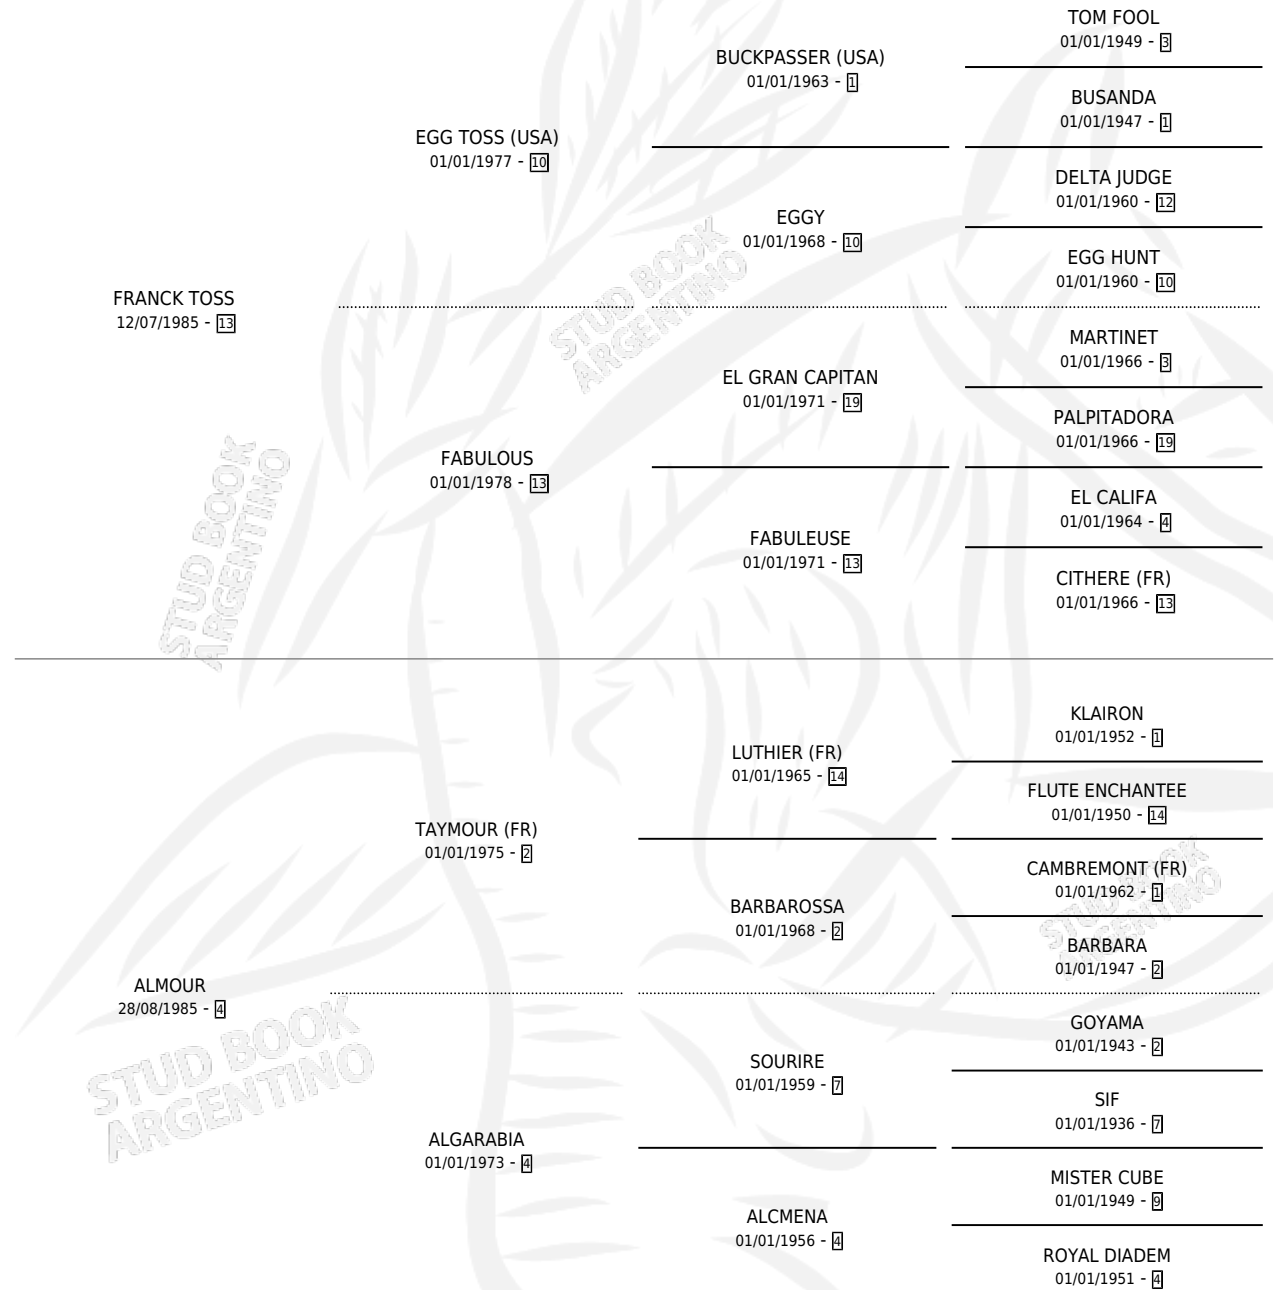 TOM FOOL
01/01/1949 - 3
BUCKPASSER (USA)
01/01/1963 - 1
BUSANDA
01/01/1947 - 1
EGG TOSS (USA)
01/01/1977 - 10
DELTA JUDGE
01/01/1960 - 12
EGGY
01/01/1968 - 10
EGG HUNT
01/01/1960 - 10
STUD BOOK
ARGENTINO
FRANCK TOSS
12/07/1985 - 13
MARTINET
01/01/1966 - 3
EL GRAN CAPITAN
01/01/1971 - 19
PALPITADORA
01/01/1966 - 19
FABULOUS
01/01/1978 - 13
EL CALIFA
01/01/1964 - 4
FABULEUSE
01/01/1971 - 13
CITHERE (FR)
01/01/1966 - 13
STUD BOOK
ARGENTINO
KLAIRON
01/01/1952 - 1
LUTHIER (FR)
01/01/1965 - 14
FLUTE ENCHANTEE
01/01/1950 - 14
TAYMOUR (FR)
01/01/1975 - 2
CAMBREMONT (FR)
01/01/1962 - 1
BARBAROSSA
01/01/1968 - 2
BARBARA
01/01/1947 - 2
STUD BOOK
ARGENTINO
ALMOUR
28/08/1985 - 4
GOYAMA
01/01/1943 - 2
SOURIRE
01/01/1959 - 7
SIF
01/01/1936 - 7
STUD BOOK
ARGENTINO
ALGARABIA
01/01/1973 - 4
MISTER CUBE
01/01/1949 - 9
ALCMENA
01/01/1956 - 4
ROYAL DIADEM
01/01/1951 - 4